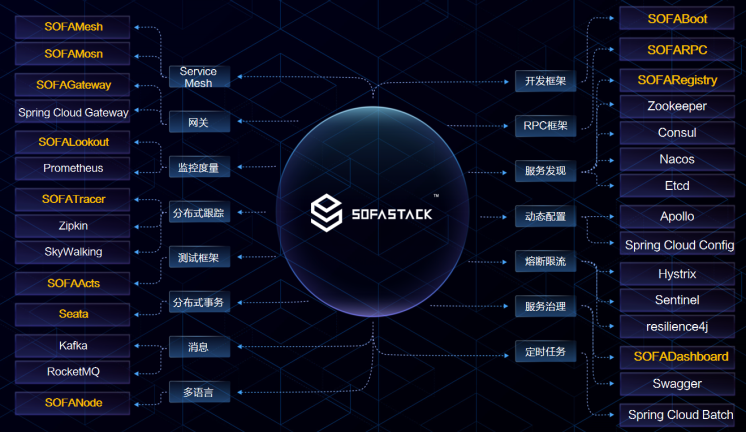 SOFAMesh
SOFAMosn
SOFAGateway
Spring Cloud Gateway
SOFALookout
Prometheus
SOFATracer
Zipkin
SkyWalking
SOFAActs
Seata
Kafka
RocketMQ
SOFANode
Service
Mesh
网关
监控度量
分布式跟踪
测试框架
分布式事务
消息
多语言
SOFASTACK™
开发框架
RPC框架
服务发现
动态配置
熔断限流
服务治理
定时任务
SOFABoot
SOFARPC
SOFARegistry
Zookeeper
Consul
Nacos
Etcd
Apollo
Spring Cloud Config
Hystrix
Sentinel
resilience4j
SOFADashboard
Swagger
Spring Cloud Batch